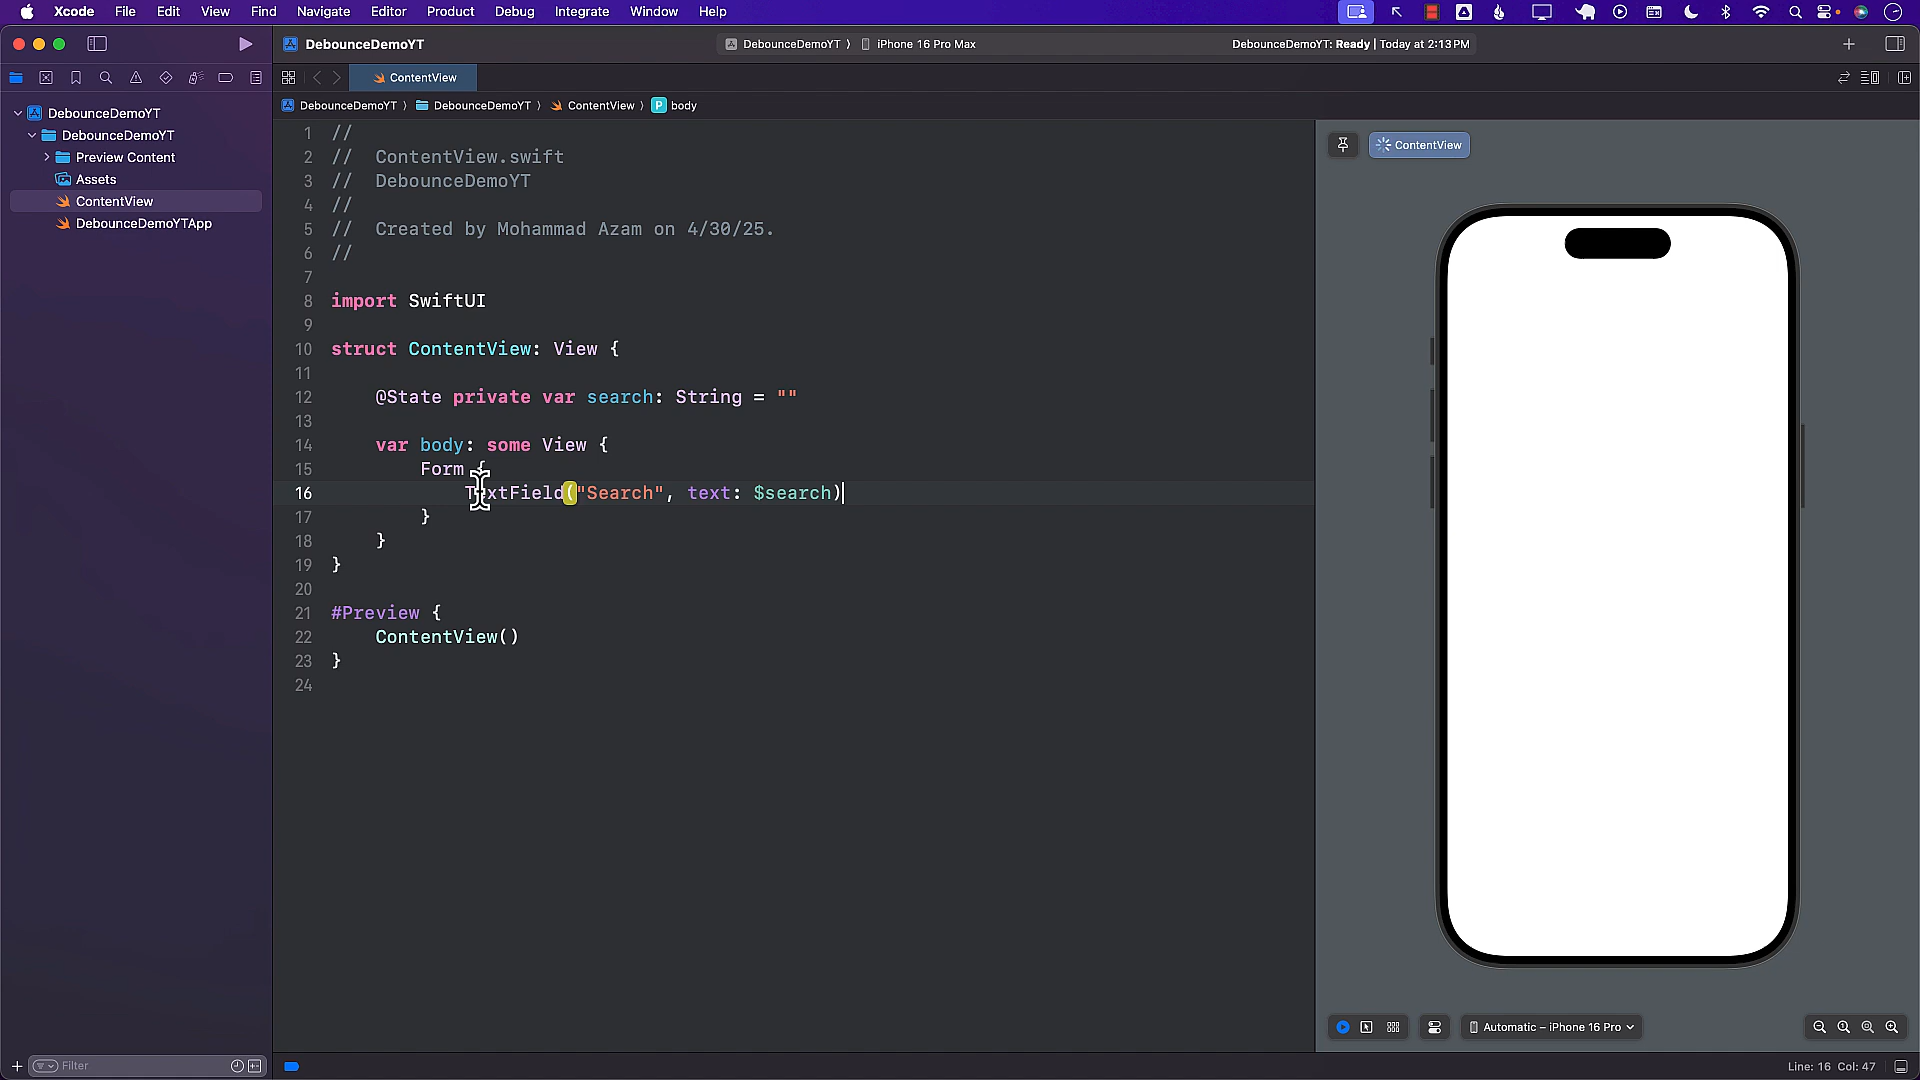 Xcode File Edit View Find Navigate Editor Product Debug Integrate Window Help
DebounceDemoYT
DebounceDemoYT 〉 iPhone 16 Pro Max
DebounceDemoYT: Ready | Today at 2:13 PM
ContentView
DebounceDemoYT 〉 DebounceDemoYT 〉 ContentView 〉 P body
DebounceDemoYT
DebounceDemoYT
Preview Content
Assets
ContentView
DebounceDemoYTApp
1 //
2 //  ContentView.swift
3 //  DebounceDemoYT
4 //
5 //  Created by Mohammad Azam on 4/30/25.
6 //
7
8 import SwiftUI
9
10 struct ContentView: View {
11
12     @State private var search: String = ""
13
14     var body: some View {
15         Form {
16             TextField("Search", text: $search)
17         }
18     }
19 }
20
21 #Preview {
22     ContentView()
23 }
24
ContentView
Automatic – iPhone 16 Pro
Filter
Line: 16 Col: 47